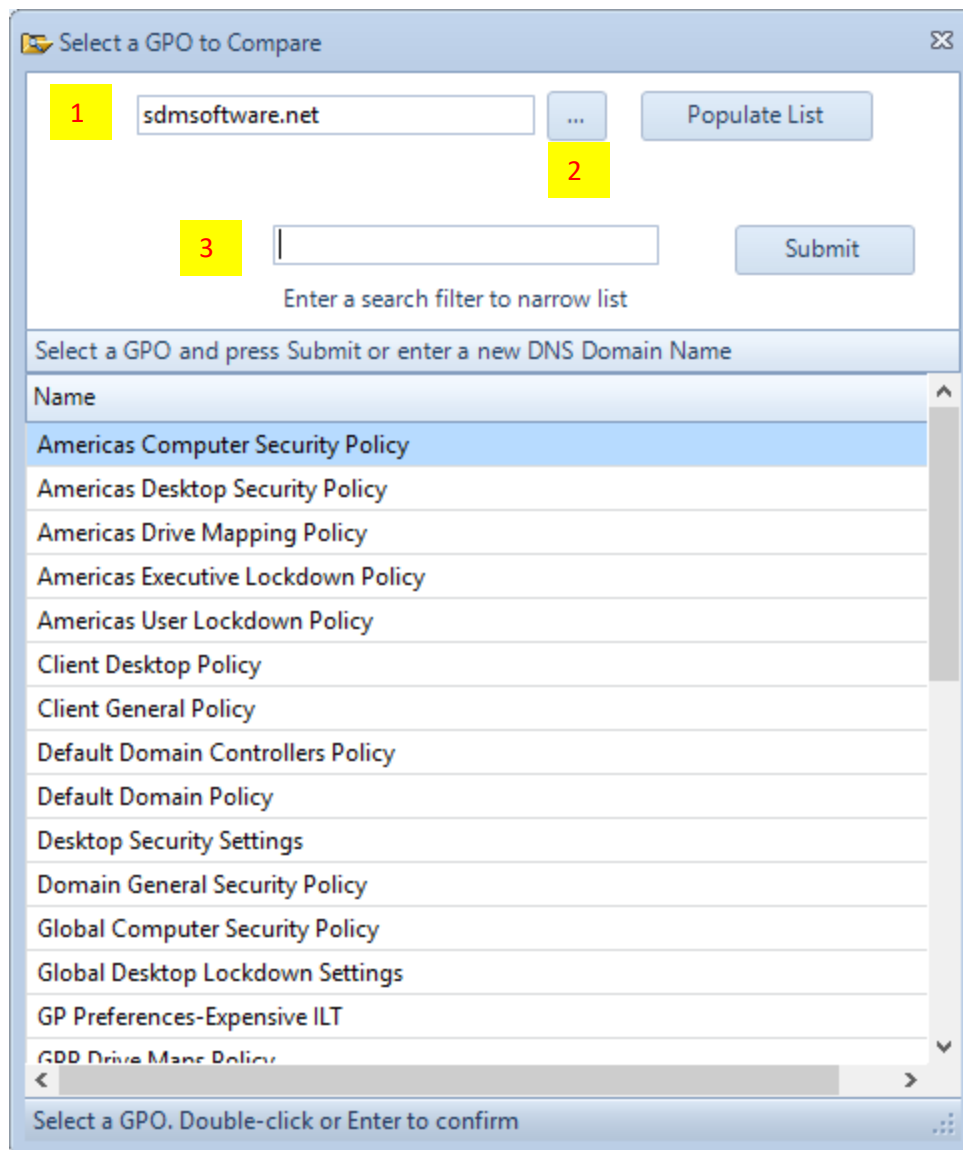 Select a GPO to Compare
1 sdmsoftware.net ... Populate List
2
3 Submit
Enter a search filter to narrow list
Select a GPO and press Submit or enter a new DNS Domain Name
Name
Americas Computer Security Policy
Americas Desktop Security Policy
Americas Drive Mapping Policy
Americas Executive Lockdown Policy
Americas User Lockdown Policy
Client Desktop Policy
Client General Policy
Default Domain Controllers Policy
Default Domain Policy
Desktop Security Settings
Domain General Security Policy
Global Computer Security Policy
Global Desktop Lockdown Settings
GP Preferences-Expensive ILT
GPP Drive Maps Policy
Select a GPO. Double-click or Enter to confirm